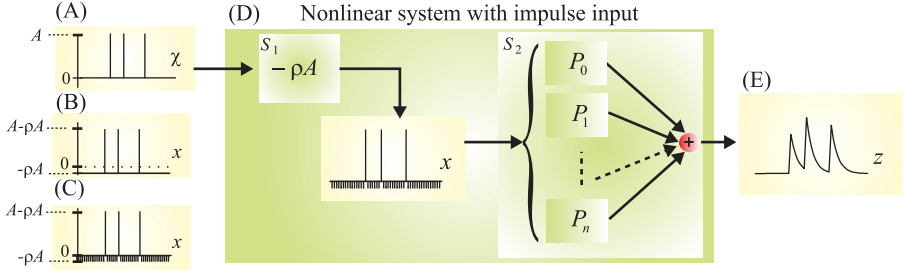 (A)
A
0
χ
(B)
A-ρA
0
-ρA
x
(C)
A-ρA
0
-ρA
x
(D) Nonlinear system with impulse input
S1
- ρA
x
S2
P0
P1
Pn
+
(E)
z